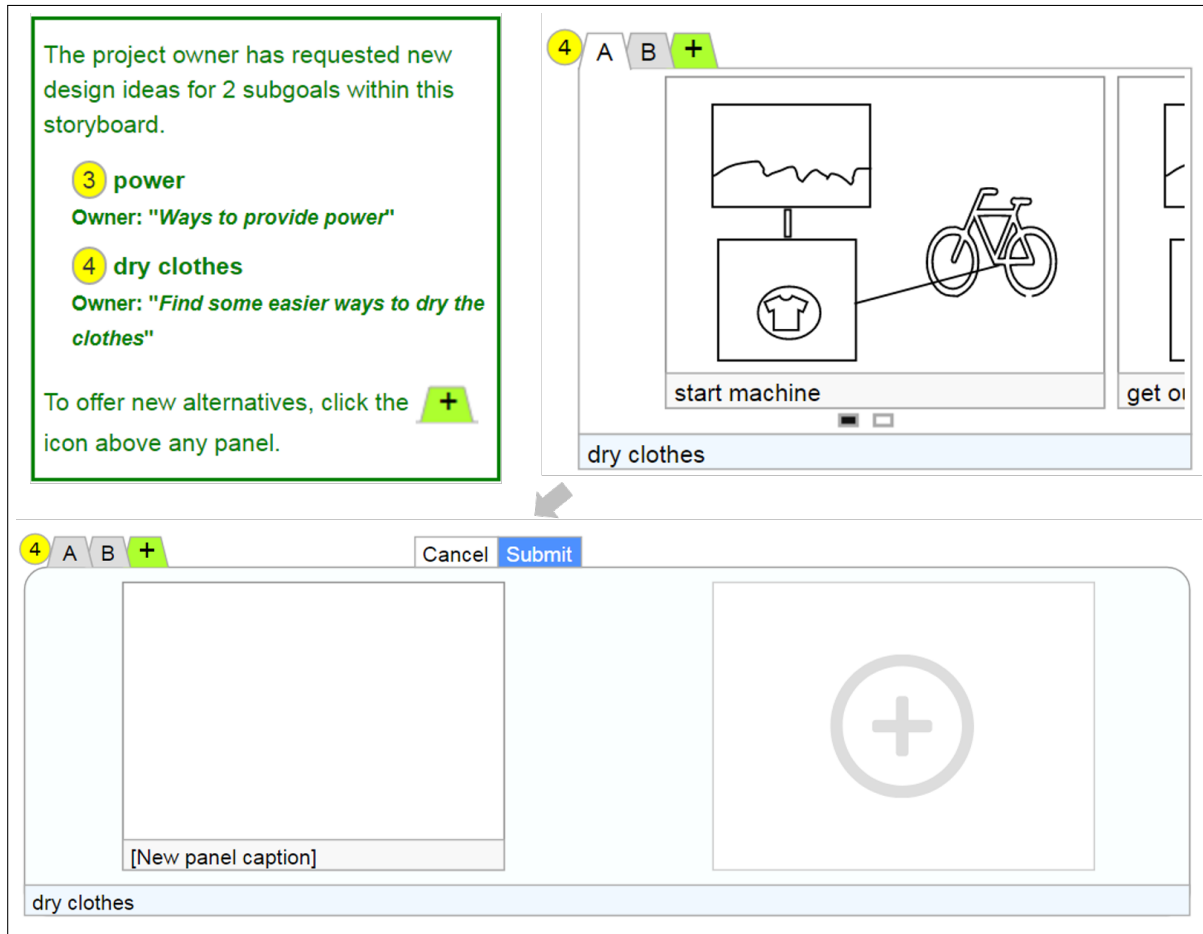 The project owner has requested new
design ideas for 2 subgoals within this
storyboard.
3 power
Owner: "Ways to provide power"
4 dry clothes
Owner: "Find some easier ways to dry the
clothes"
To offer new alternatives, click the +
icon above any panel.
4 A B +
start machine
get
dry clothes
4 A B +
Cancel Submit
[New panel caption]
dry clothes